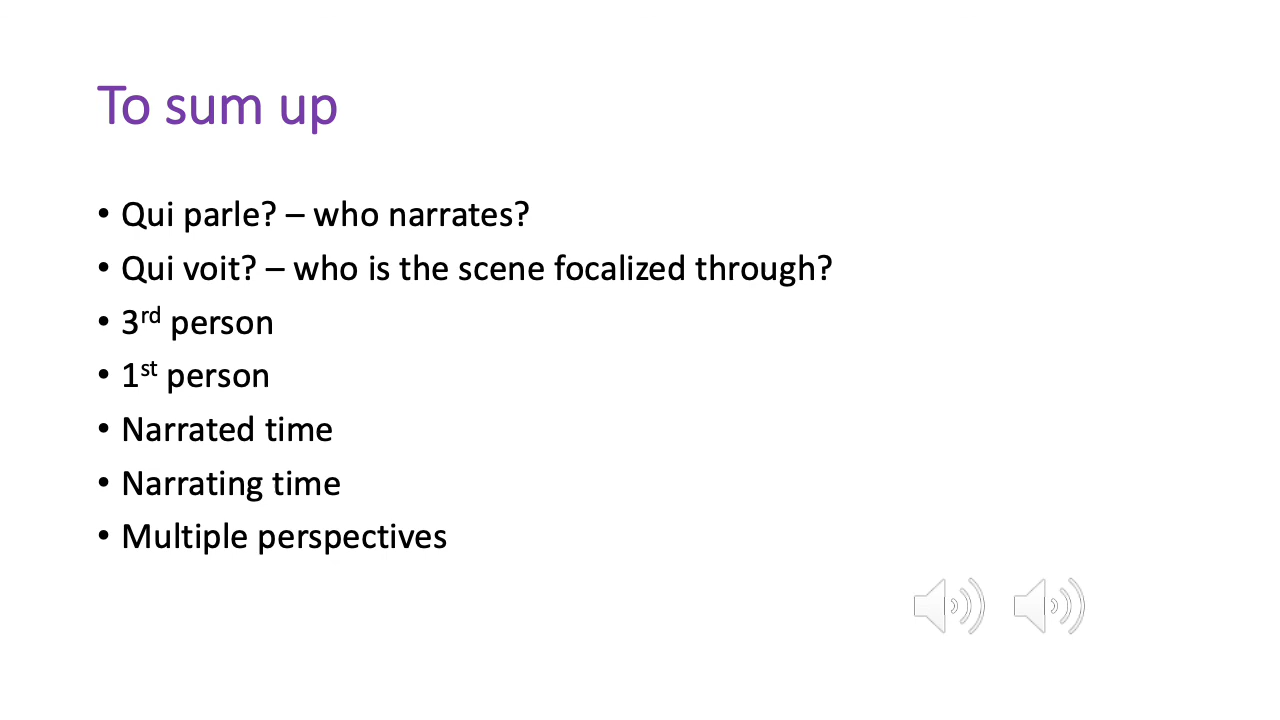 To sum up
• Qui parle? – who narrates?
• Qui voit? – who is the scene focalized through?
• 3rd person
• 1st person
• Narrated time
• Narrating time
• Multiple perspectives